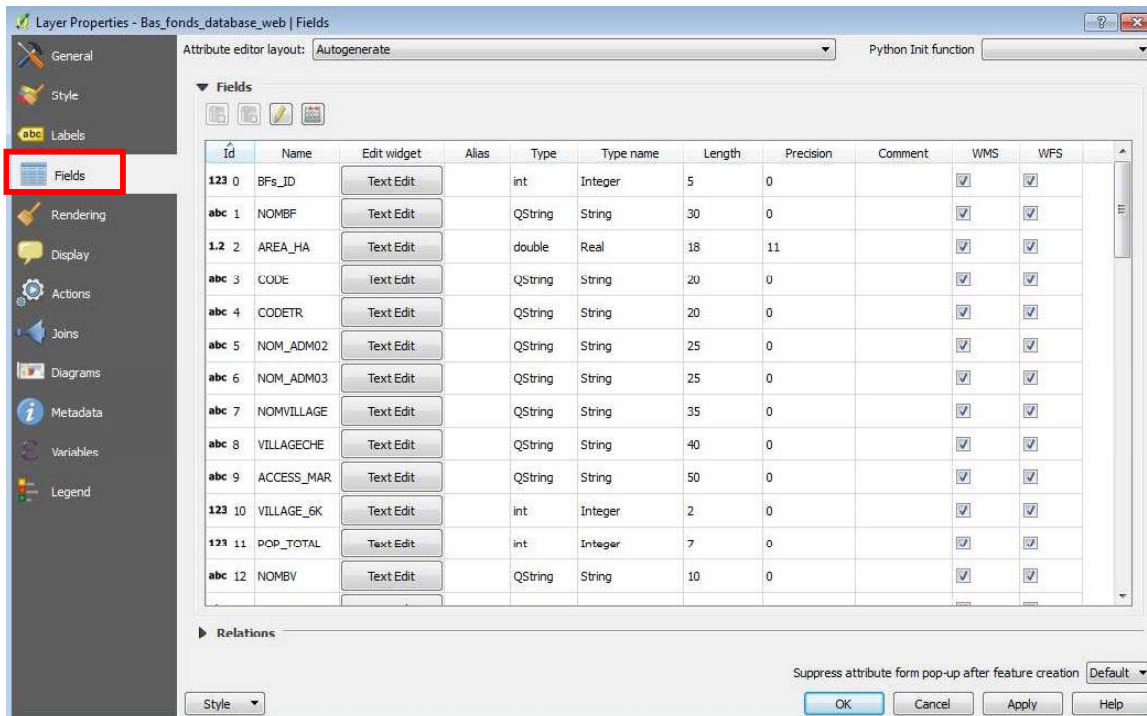 Layer Properties - Bas_fonds_database_web | Fields
General
Style
abc Labels
Fields
Rendering
Display
Actions
Joins
Diagrams
Metadata
Variables
Legend
Attribute editor layout: Autogenerate Python Init function
Fields
Id Name Edit widget Alias Type Type name Length Precision Comment WMS WFS
123 0 BFs_ID Text Edit int Integer 5 0
abc 1 NOMBF Text Edit QString String 30 0
1.2 2 AREA_HA Text Edit double Real 18 11
abc 3 CODE Text Edit QString String 20 0
abc 4 CODETR Text Edit QString String 20 0
abc 5 NOM_ADM02 Text Edit QString String 25 0
abc 6 NOM_ADM03 Text Edit QString String 25 0
abc 7 NOMVILLAGE Text Edit QString String 35 0
abc 8 VILLAGECHE Text Edit QString String 40 0
abc 9 ACCESS_MAR Text Edit QString String 50 0
123 10 VILLAGE_6K Text Edit int Integer 2 0
123 11 POP_TOTAL Text Edit int Integer 7 0
abc 12 NOMBV Text Edit QString String 10 0
Relations
Suppress attribute form pop-up after feature creation Default
Style OK Cancel Apply Help